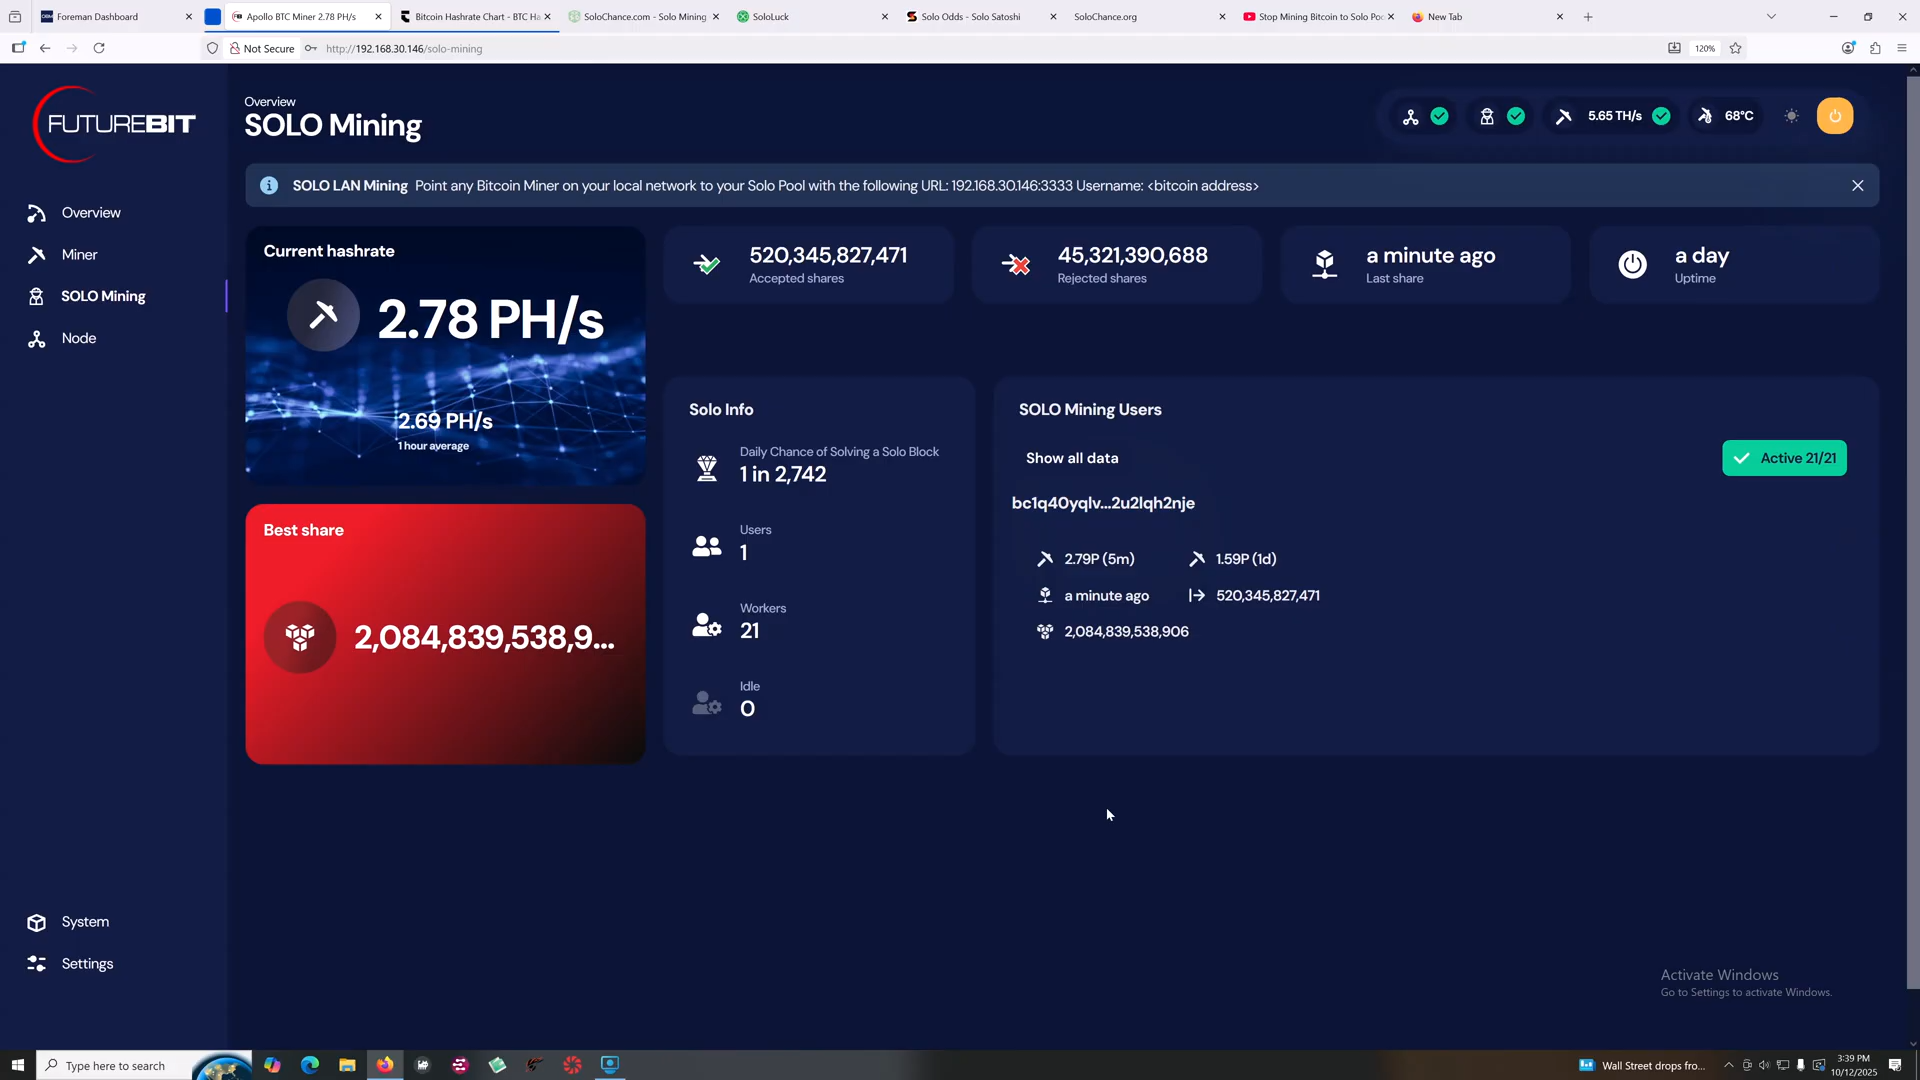 Foreman Dashboard
Apollo BTC Miner 2.78 PH/s
Bitcoin Hashrate Chart - BTC Ha
SoloChance.com - Solo Mining
SoloLuck
Solo Odds - Solo Satoshi
SoloChance.org
Stop Mining Bitcoin to Solo Poo
New Tab
Not Secure
http://192.168.30.146/solo-mining
120%
FUTUREBIT
Overview
SOLO Mining
5.65 TH/s
68°C
SOLO LAN Mining Point any Bitcoin Miner on your local network to your Solo Pool with the following URL: 192.168.30.146:3333 Username: <bitcoin address>
Overview
Miner
SOLO Mining
Node
System
Settings
Current hashrate
2.78 PH/s
2.69 PH/s
1 hour average
520,345,827,471
Accepted shares
45,321,390,688
Rejected shares
a minute ago
Last share
a day
Uptime
Best share
2,084,839,538,9...
Solo Info
Daily Chance of Solving a Solo Block
1 in 2,742
Users
1
Workers
21
Idle
0
SOLO Mining Users
Show all data
Active 21/21
bc1q40yqlv...2u2lqh2nje
2.79P (5m)
1.59P (1d)
a minute ago
520,345,827,471
2,084,839,538,906
Activate Windows
Go to Settings to activate Windows.
Type here to search
Wall Street drops fro...
3:39 PM
10/12/2025